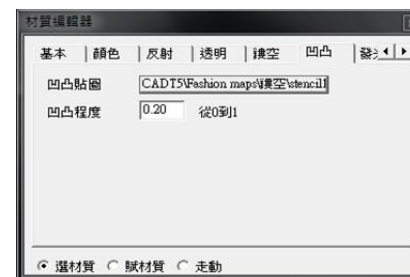 材質編輯器
基本 顏色 反射 透明 鏤空 凹凸
凹凸貼圖 CADT5\Fashion maps\鏤空\stencil1
凹凸程度 0.20 從0到1
選材質 賦材質 走動